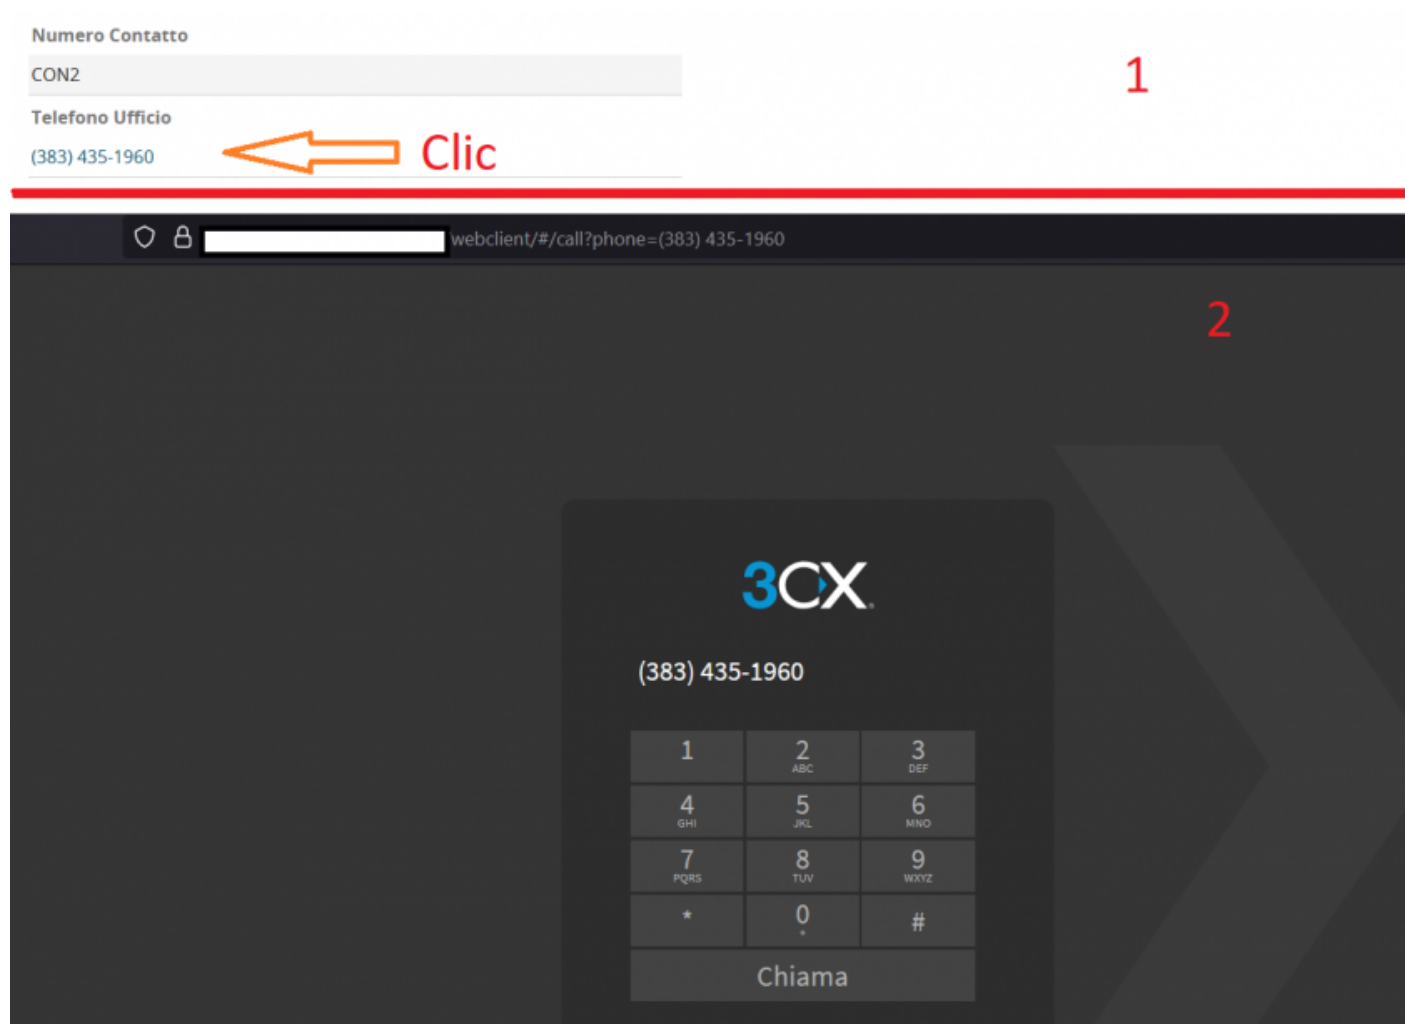 Numero Contatto
CON2
1
Telefono Ufficio
(383) 435-1960
Clic
webclient/#/call?phone=(383) 435-1960
2
3CX®
(383) 435-1960
1 2 3
ABC DEF
4 5 6
GHI JKL MNO
7 8 9
PQRS TUV WXYZ
* 0 #
+
Chiama